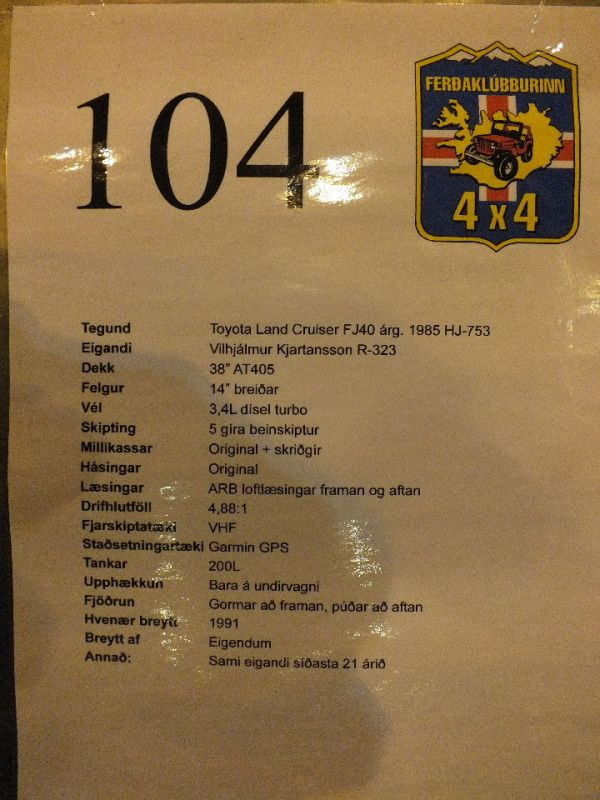 104
FERÐAKLÚBBURINN
4 x 4
Tegund Toyota Land Cruiser FJ40 árg. 1985 HJ-753
Eigandi Vilhjálmur Kjartansson R-323
Dekk 38” AT405
Felgur 14” breiðar
Vél 3,4L dísel turbo
Skipting 5 gíra beinskiptur
Millikassar Original + skriðgír
Hásingar Original
Læsingar ARB loftlæsingar framan og aftan
Drifhlutföll 4,88:1
Fjarskiptatæki VHF
Staðsetningartæki Garmin GPS
Tankar 200L
Upphækkun Bara á undirvagni
Fjöðrun Gormar að framan, púðar að aftan
Hvenær breytt 1991
Breytt af Eigendum
Annað: Sami eigandi síðasta 21 árið